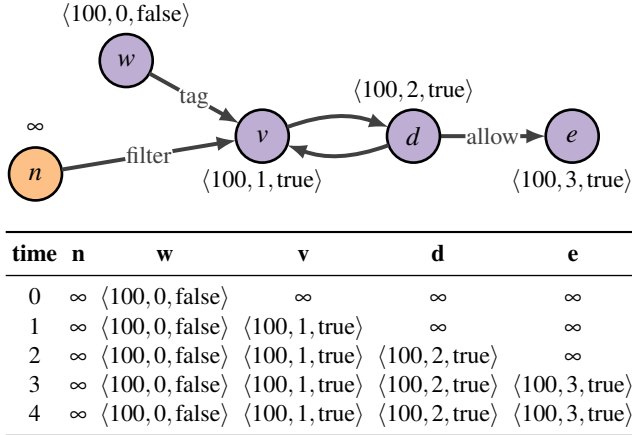 ⟨100, 0, false⟩
w
tag
⟨100, 2, true⟩
∞
v
d
allow
e
filter
n
⟨100, 1, true⟩
⟨100, 3, true⟩
time n w v d e
0 ∞ ⟨100, 0, false⟩ ∞ ∞ ∞
1 ∞ ⟨100, 0, false⟩ ⟨100, 1, true⟩ ∞ ∞
2 ∞ ⟨100, 0, false⟩ ⟨100, 1, true⟩ ⟨100, 2, true⟩ ∞
3 ∞ ⟨100, 0, false⟩ ⟨100, 1, true⟩ ⟨100, 2, true⟩ ⟨100, 3, true⟩
4 ∞ ⟨100, 0, false⟩ ⟨100, 1, true⟩ ⟨100, 2, true⟩ ⟨100, 3, true⟩